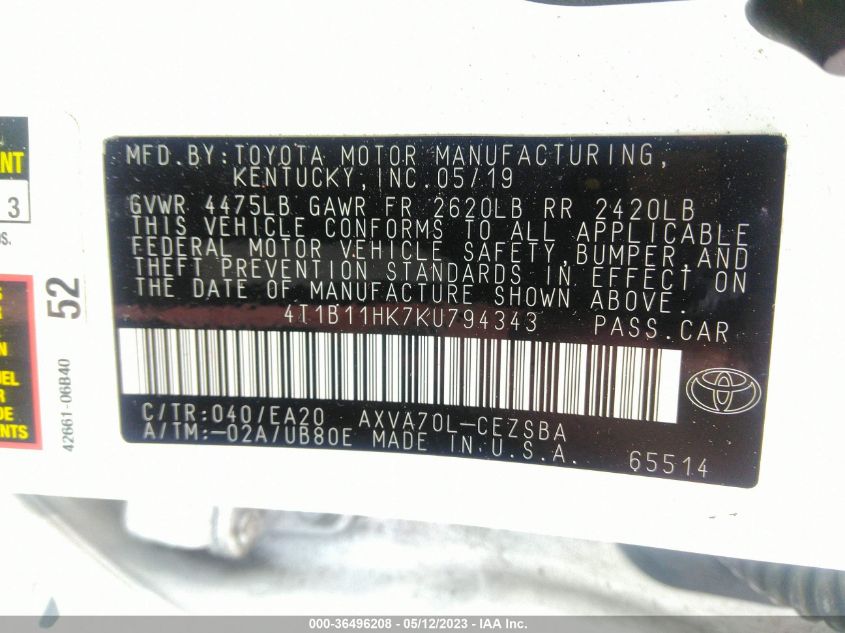 MFD.BY:TOYOTA MOTOR MANUFACTURING,
KENTUCKY,INC.05/19
GVWR 4475LB GAWR FR 2620LB RR 2420LB
THIS VEHICLE CONFORMS TO ALL APPLICABLE
FEDERAL MOTOR VEHICLE SAFETY,BUMPER AND
THEFT PREVENTION STANDARDS IN EFFECT ON
THE DATE OF MANUFACTURE SHOWN ABOVE.
4T1B11HK7KU794343 PASS.CAR
C/TR:040/EA20 AXVA70L-CEZSBA
A/TM:-02A/UB80E MADE IN U.S.A.
65514
52
42661-06B40
3
000-36496208 - 05/12/2023 - IAA Inc.